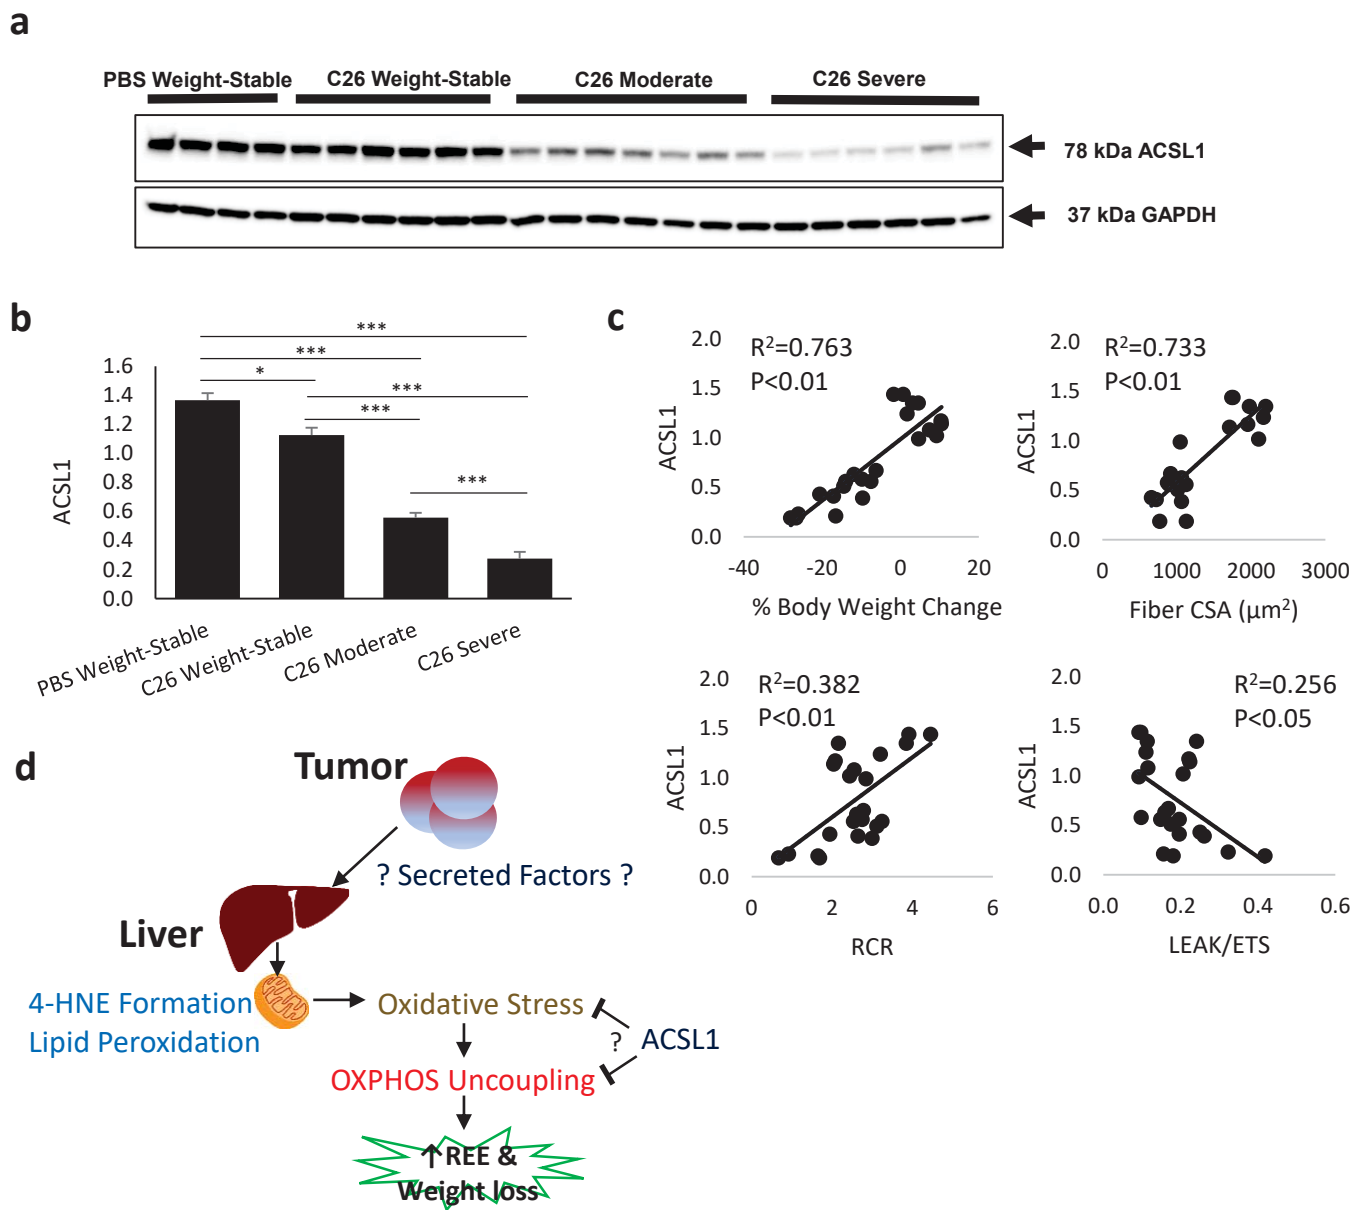 a
PBS Weight-Stable
C26 Weight-Stable
C26 Moderate
C26 Severe
78 kDa ACSL1
37 kDa GAPDH
b
ACSL1
1.6
1.4
1.2
1.0
0.8
0.6
0.4
0.2
0.0
***
***
*
***
***
***
PBS Weight-Stable
C26 Weight-Stable
C26 Moderate
C26 Severe
c
ACSL1
2.0
1.5
1.0
0.5
0.0
R²=0.763
P<0.01
-40
-20
0
20
% Body Weight Change
ACSL1
2.0
1.5
1.0
0.5
0.0
R²=0.733
P<0.01
0
1000
2000
3000
Fiber CSA (µm²)
ACSL1
2.0
1.5
1.0
0.5
0.0
R²=0.382
P<0.01
0
2
4
6
RCR
ACSL1
2.0
1.5
1.0
0.5
0.0
R²=0.256
P<0.05
0.0
0.2
0.4
0.6
LEAK/ETS
d
Tumor
? Secreted Factors ?
Liver
4-HNE Formation
Lipid Peroxidation
Oxidative Stress
?
ACSL1
OXPHOS Uncoupling
↑REE &
Weight loss